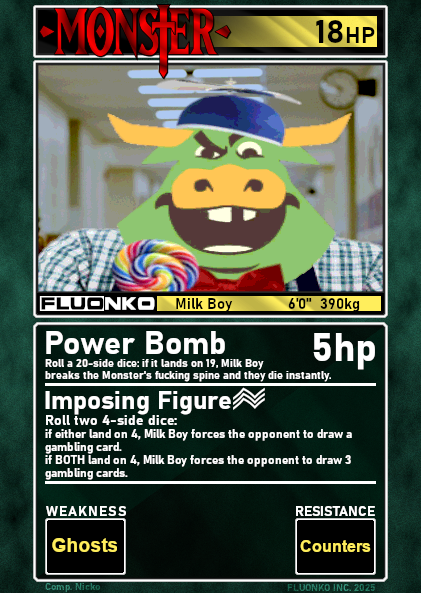 MONSTER
18HP
FLUONKO Milk Boy 6'0" 390kg
Power Bomb 5hp
Roll a 20-side dice: if it lands on 19, Milk Boy
breaks the Monster's fucking spine and they die instantly.
Imposing Figure
Roll two 4-side dice:
if either land on 4, Milk Boy forces the opponent to draw a
gambling card.
if BOTH land on 4, Milk Boy forces the opponent to draw 3
gambling cards.
WEAKNESS RESISTANCE
Ghosts Counters
Comp. Nicko FLUONKO INC. 2025